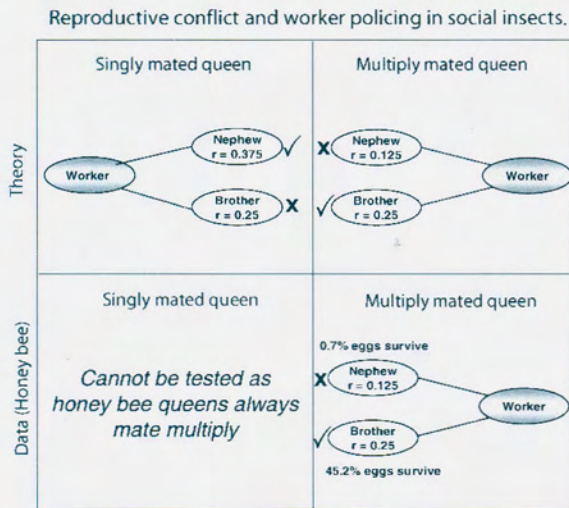 Reproductive conflict and worker policing in social insects.
Singly mated queen
Multiply mated queen
Theory
Worker
Nephew
r = 0.375
✓
Brother
r = 0.25
X
X
Nephew
r = 0.125
✓
Brother
r = 0.25
Worker
Data (Honey bee)
Singly mated queen
Cannot be tested as
honey bee queens always
mate multiply
Multiply mated queen
0.7% eggs survive
X
Nephew
r = 0.125
✓
Brother
r = 0.25
45.2% eggs survive
Worker